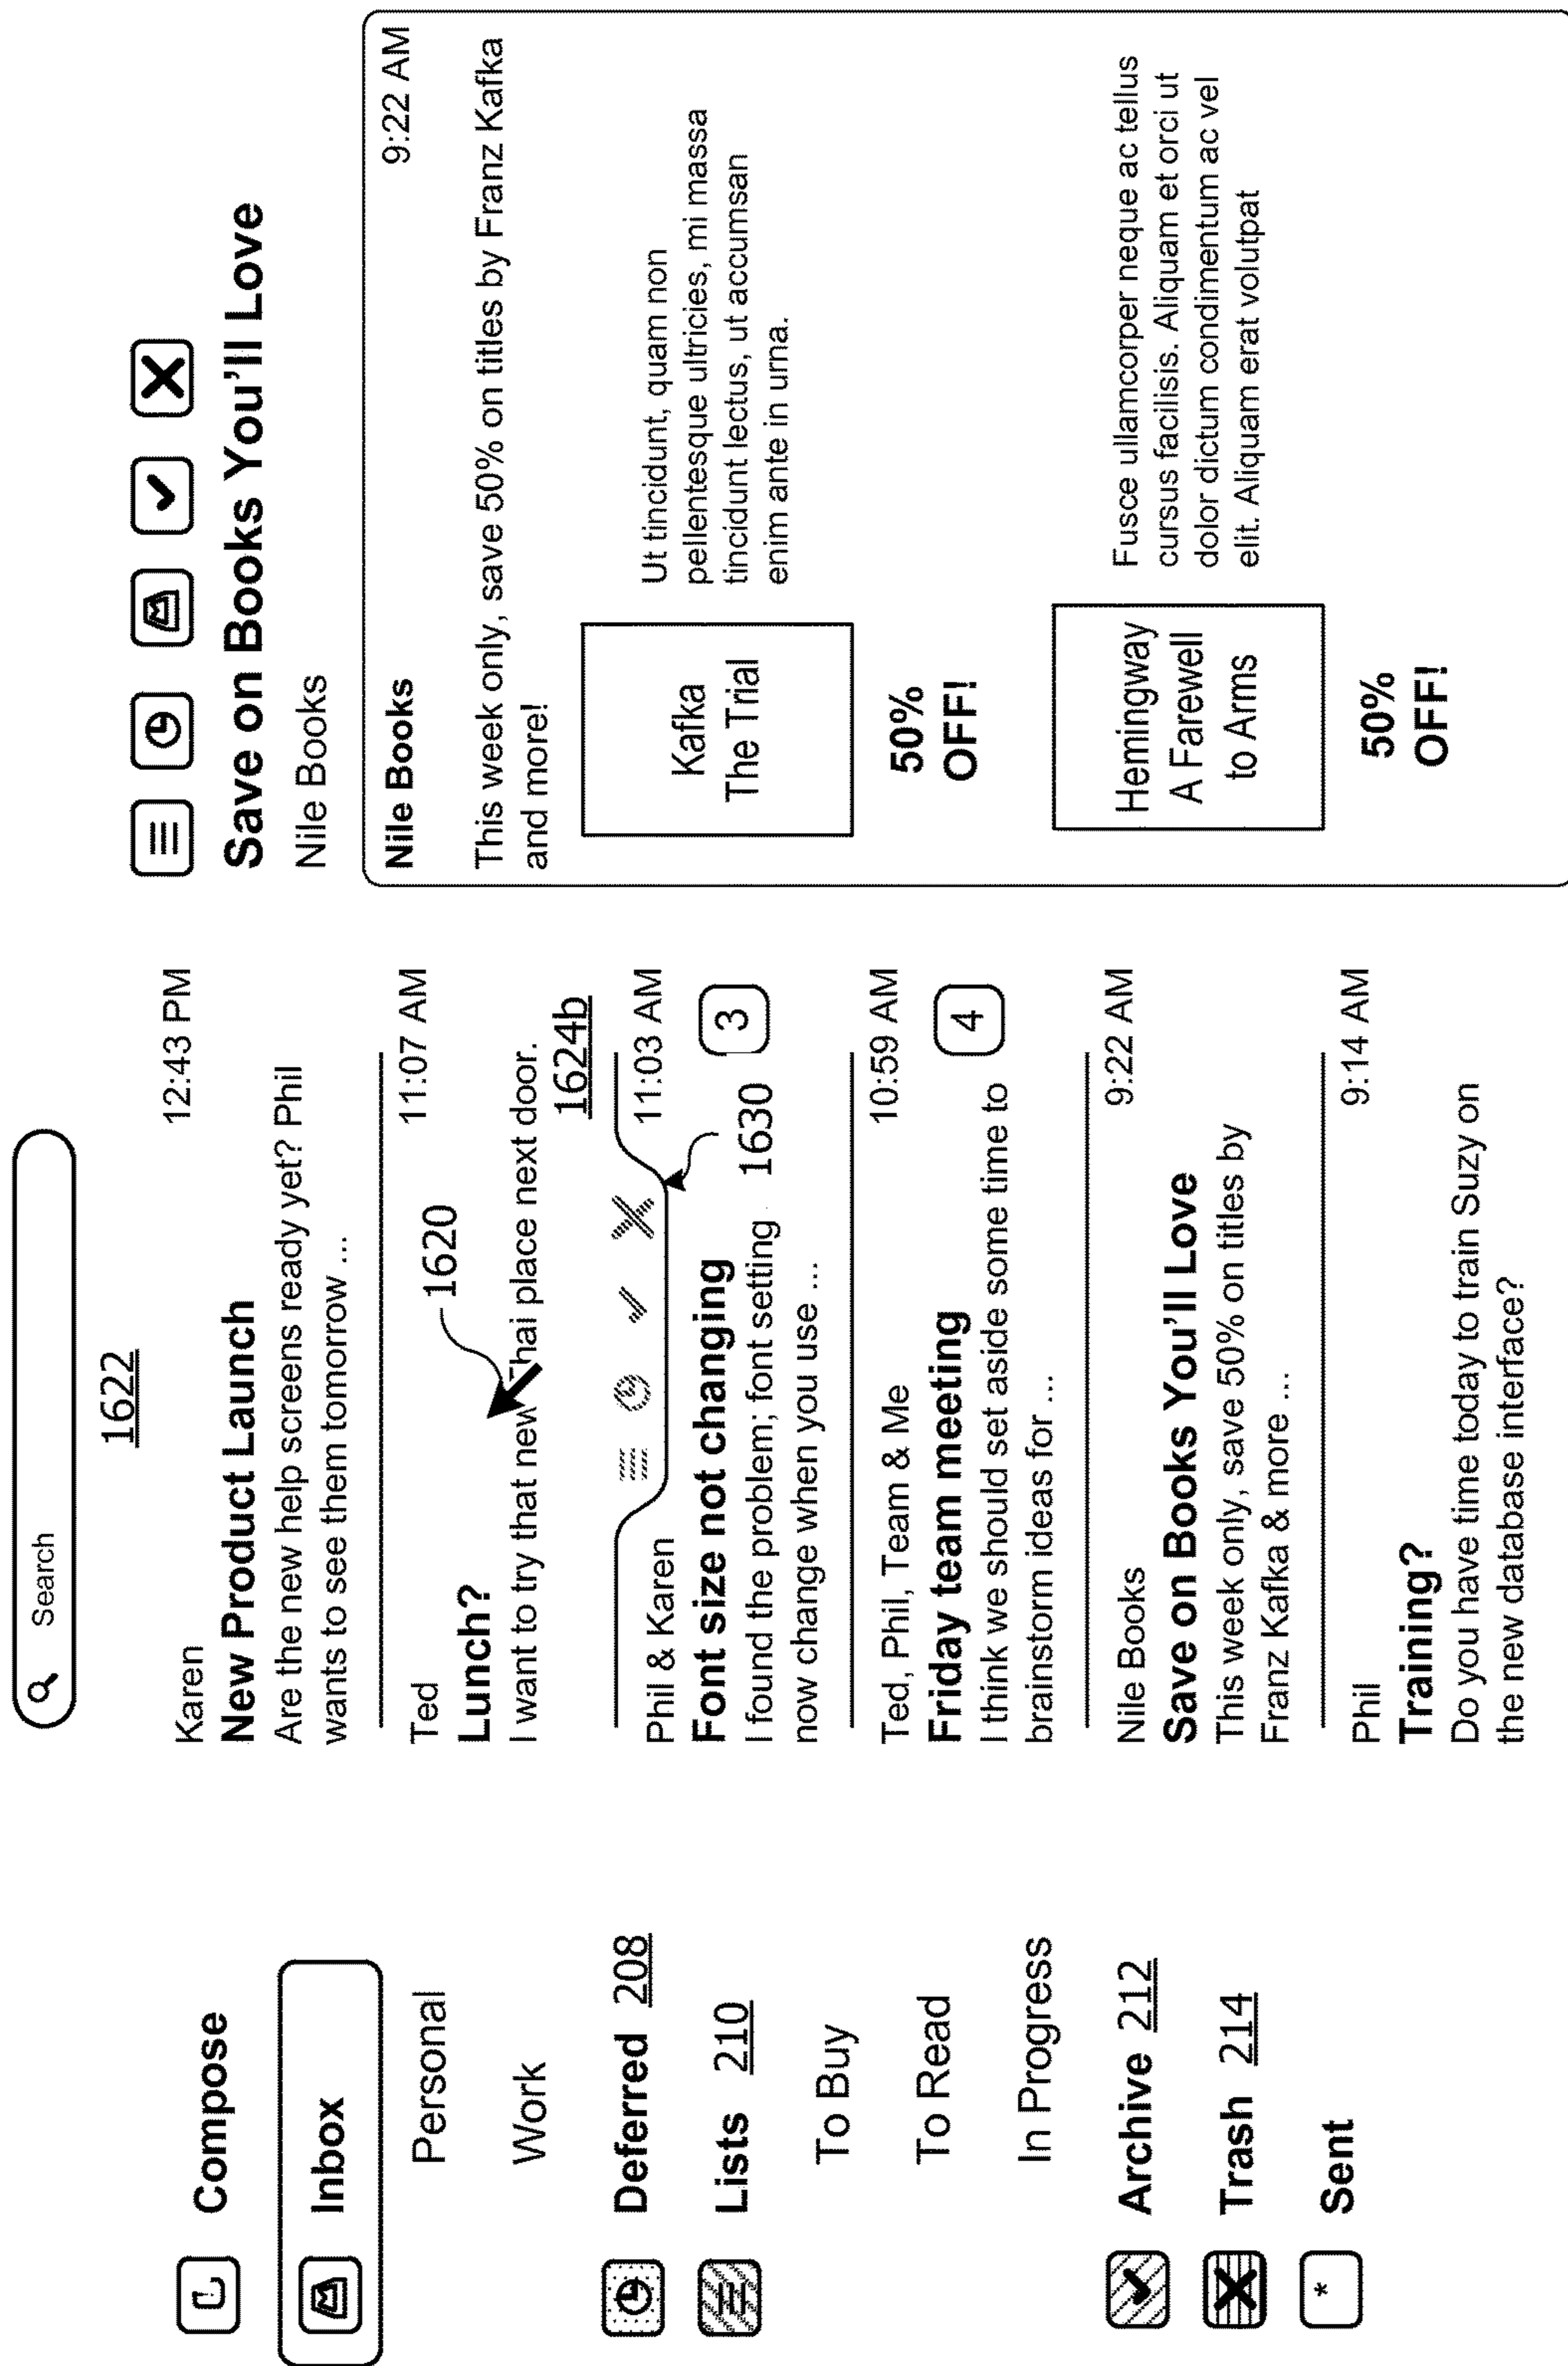 Search
1622
Compose
Inbox
Personal
Work
Deferred 208
Lists 210
To Buy
To Read
In Progress
Archive 212
Trash 214
* Sent
Karen 12:43 PM
New Product Launch
Are the new help screens ready yet? Phil
wants to see them tomorrow ...
Ted 11:07 AM
1620
Lunch?
I want to try that new Thai place next door.
1624b
Phil & Karen 11:03 AM
Font size not changing 3
I found the problem; font setting 1630
now change when you use ...
Ted, Phil, Team & Me 10:59 AM
Friday team meeting 4
I think we should set aside some time to
brainstorm ideas for ...
Nile Books 9:22 AM
Save on Books You'll Love
This week only, save 50% on titles by
Franz Kafka & more ...
Phil 9:14 AM
Training?
Do you have time today to train Suzy on
the new database interface?
Save on Books You'll Love
Nile Books
Nile Books 9:22 AM
This week only, save 50% on titles by Franz Kafka
and more!
Kafka
The Trial
50%
OFF!
Ut tincidunt, quam non
pellentesque ultricies, mi massa
tincidunt lectus, ut accumsan
enim ante in urna.
Hemingway
A Farewell
to Arms
50%
OFF!
Fusce ullamcorper neque ac tellus
cursus facilisis. Aliquam et orci ut
dolor dictum condimentum ac vel
elit. Aliquam erat volutpat